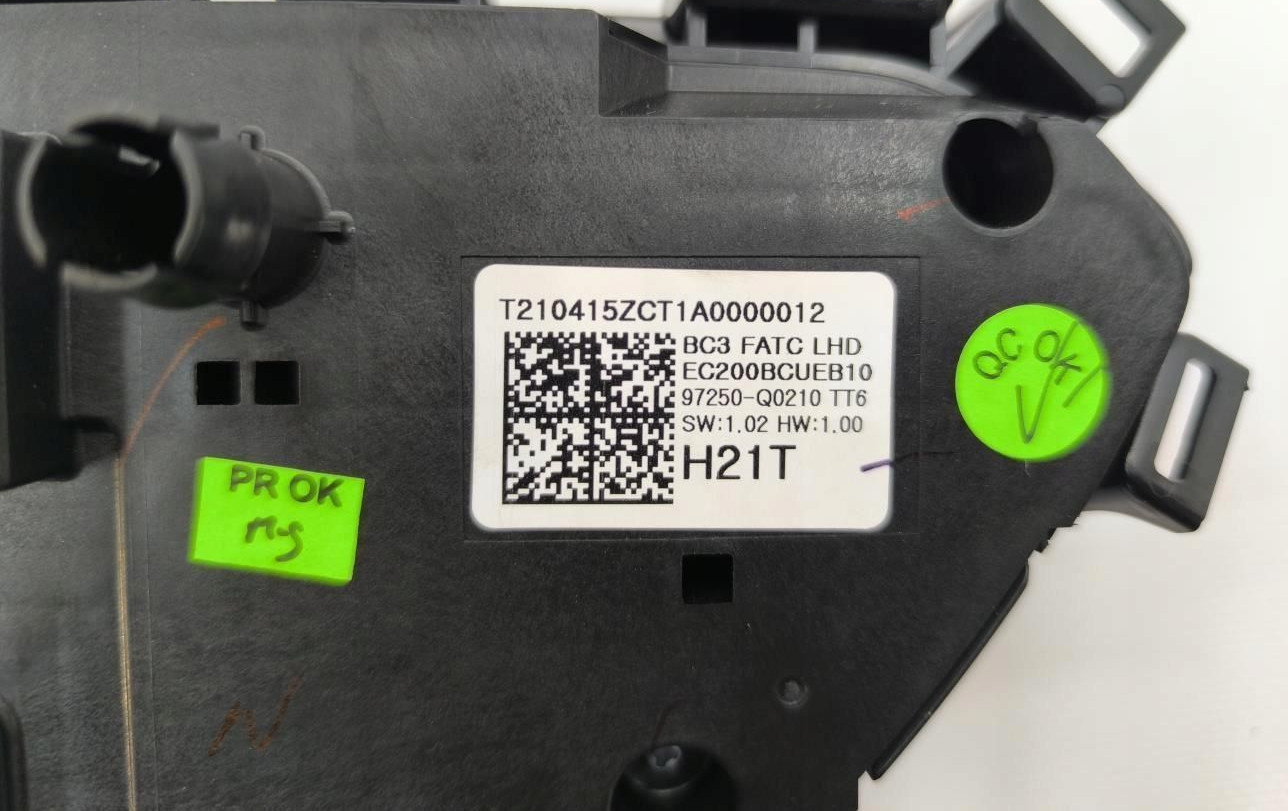 T210415ZCT1A0000012
BC3 FATC LHD
EC200BCUEB10
97250-Q0210 TT6
SW:1.02 HW:1.00
H21T
QC OK
V
PR OK
N